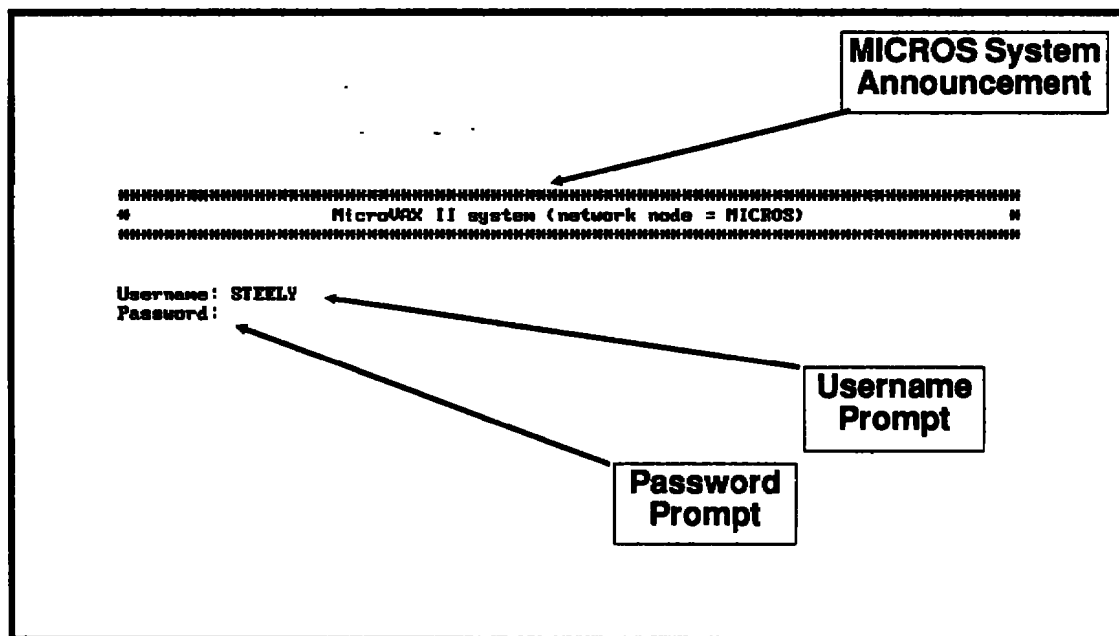 MICROS System
Announcement
################################################################################
# MicroVAX II system (network node = MICROS) #
################################################################################
Username: STEELY
Password:
Username
Prompt
Password
Prompt